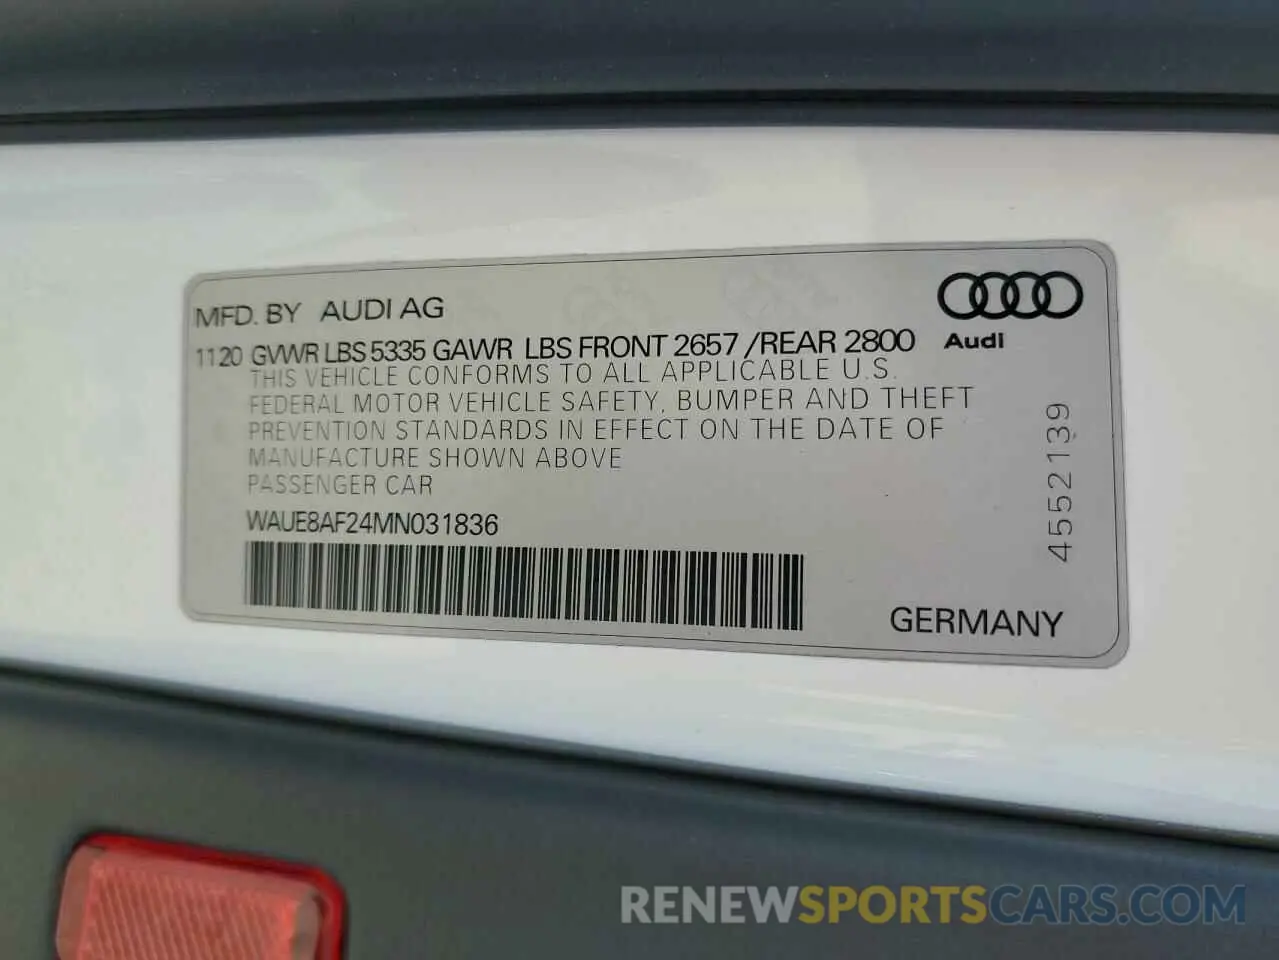 MFD. BY AUDI AG
1120 GVWR LBS 5335 GAWR LBS FRONT 2657 /REAR 2800
THIS VEHICLE CONFORMS TO ALL APPLICABLE U.S.
FEDERAL MOTOR VEHICLE SAFETY, BUMPER AND THEFT
PREVENTION STANDARDS IN EFFECT ON THE DATE OF
MANUFACTURE SHOWN ABOVE
PASSENGER CAR
WAUE8AF24MN031836
Audi
4552139
GERMANY
RENEWSPORTSCARS.COM